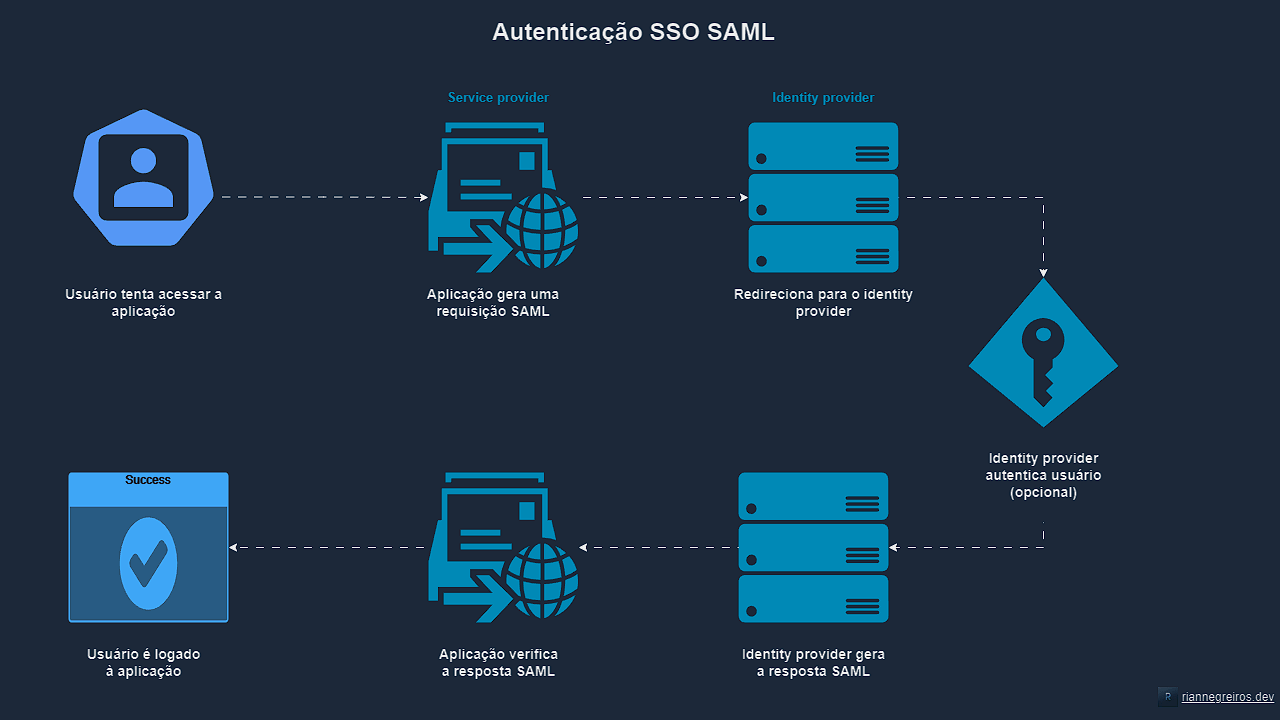 Autenticação SSO SAML
Service provider
Identity provider
Usuário tenta acessar a
aplicação
Aplicação gera uma
requisição SAML
Redireciona para o identity
provider
Identity provider
autentica usuário
(opcional)
Success
Usuário é logado
à aplicação
Aplicação verifica
a resposta SAML
Identity provider gera
a resposta SAML
R
riannegreiros.dev